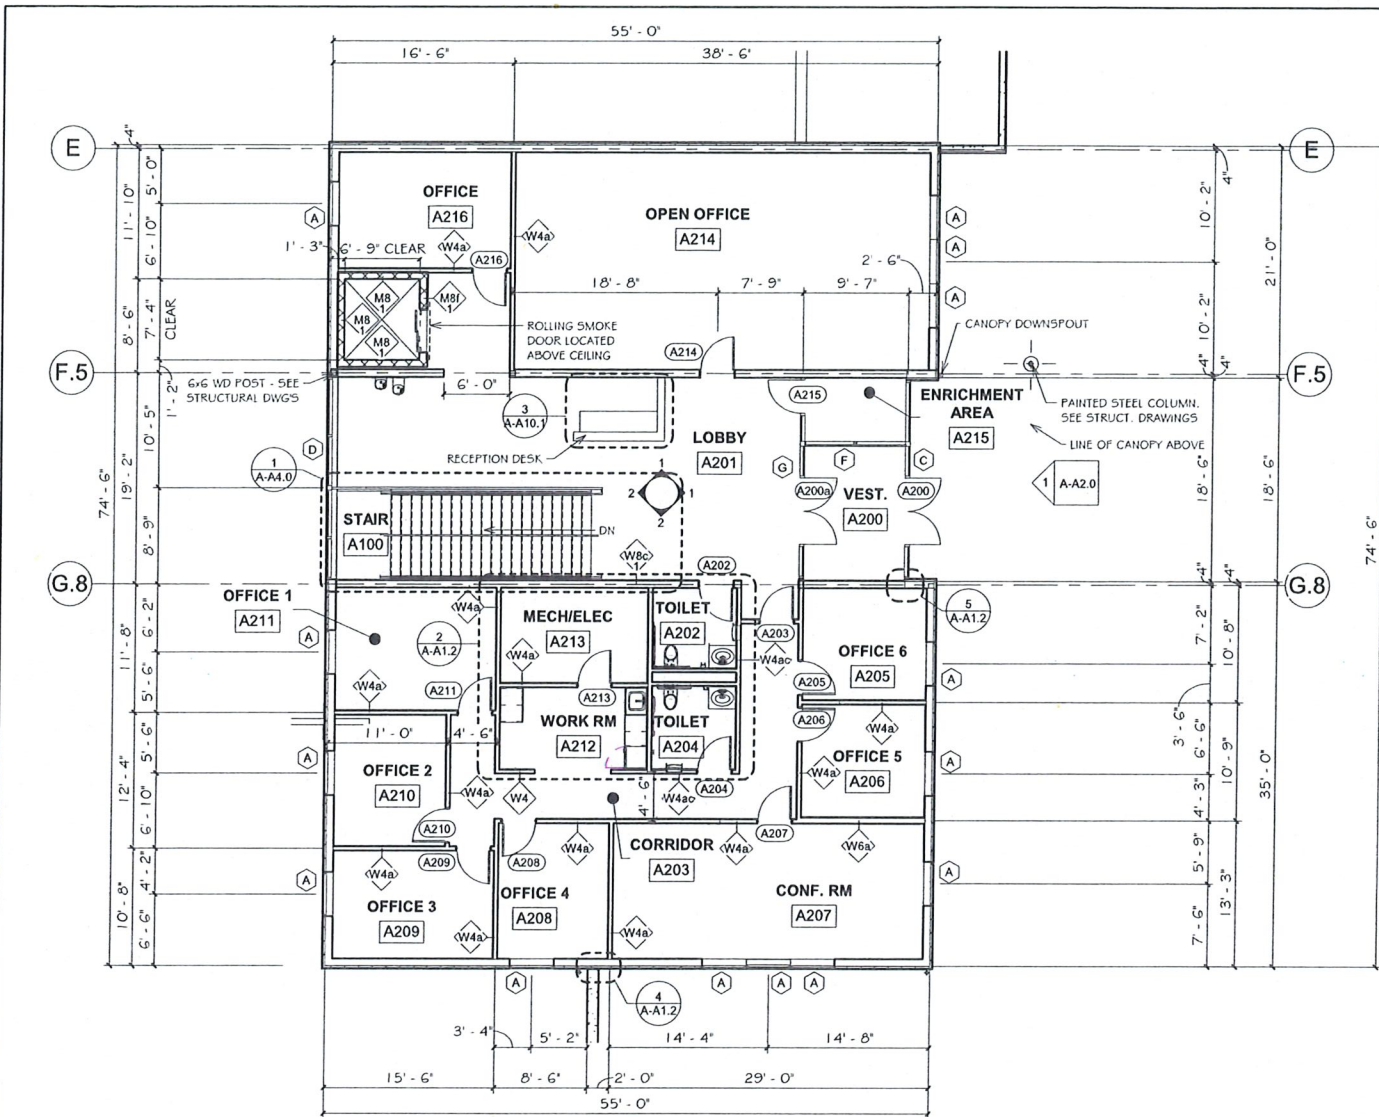 55' - 0"
16' - 6"
38' - 6"
E
E
4"
5' - 0"
11' - 10"
6' - 10"
1' - 3"
6' - 9" CLEAR
8' - 6"
7' - 4"
CLEAR
1' - 2"
A
OFFICE
A216
W4a
A216
W4a
OPEN OFFICE
A214
2' - 6"
18' - 8"
7' - 9"
9' - 7"
A
A
A
4"
10' - 2"
10' - 2"
21' - 0"
M8
1
M8
1
M8
1
M8f
1
ROLLING SMOKE
DOOR LOCATED
ABOVE CEILING
A214
CANOPY DOWNSPOUT
F.5
F.5
4"
4"
6x6 WD POST - SEE
STRUCTURAL DWG'S
6' - 0"
3
A-A10.1
RECEPTION DESK
A215
ENRICHMENT
AREA
A215
PAINTED STEEL COLUMN.
SEE STRUCT. DRAWINGS
LINE OF CANOPY ABOVE
10' - 5"
19' - 2"
74' - 6"
8' - 9"
D
1
A-A4.0
LOBBY
A201
G
F
C
1
A-A2.0
18' - 6"
18' - 6"
74' - 6"
1
2
1
2
A200a
A200
VEST.
A200
STAIR
A100
DN
W8c
1
A202
G.8
G.8
4"
4"
OFFICE 1
A211
A
W4a
2
A-A1.2
MECH/ELEC
A213
W4a
TOILET
A202
A203
W4ac
5
A-A1.2
OFFICE 6
A205
A205
A
11' - 8"
6' - 2"
5' - 6"
W4a
A211
A213
7' - 2"
10' - 8"
3' - 6"
11' - 0"
4' - 6"
WORK RM
A212
TOILET
A204
A206
W4a
OFFICE 5
A206
W4a
A
6' - 6"
10' - 9"
4' - 3"
35' - 0"
5' - 6"
12' - 4"
6' - 10"
A
OFFICE 2
A210
A210
W4a
W4
W4ac
A204
4' - 6"
A207
A209
A208
W4a
CORRIDOR
A203
W4a
W6a
4' - 2"
10' - 8"
6' - 6"
A
W4a
OFFICE 3
A209
W4a
OFFICE 4
A208
W4a
CONF. RM
A207
A
5' - 9"
13' - 3"
7' - 6"
A
4
A-A1.2
A
A
A
3' - 4"
5' - 2"
14' - 4"
14' - 8"
15' - 6"
8' - 6"
2' - 0"
29' - 0"
55' - 0"